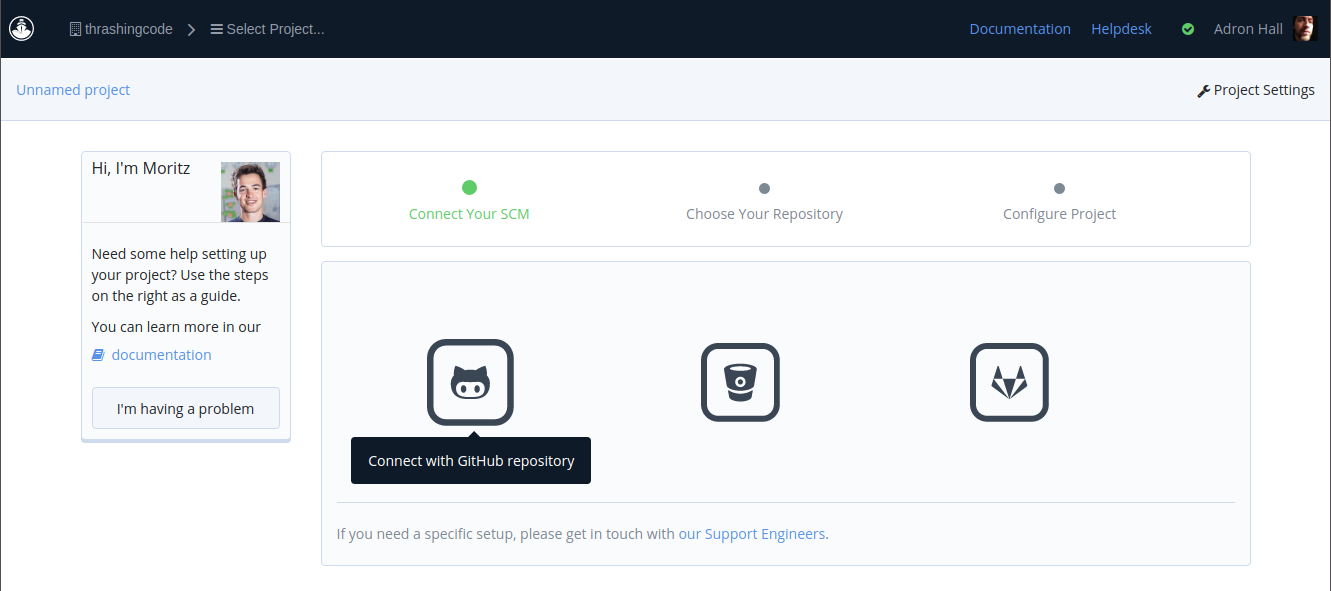 thrashingcode
Select Project...
Documentation
Helpdesk
Adron Hall
Unnamed project
Project Settings
Hi, I'm Moritz
Need some help setting up
your project? Use the steps
on the right as a guide.
You can learn more in our
documentation
I'm having a problem
Connect Your SCM
Choose Your Repository
Configure Project
Connect with GitHub repository
If you need a specific setup, please get in touch with our Support Engineers.